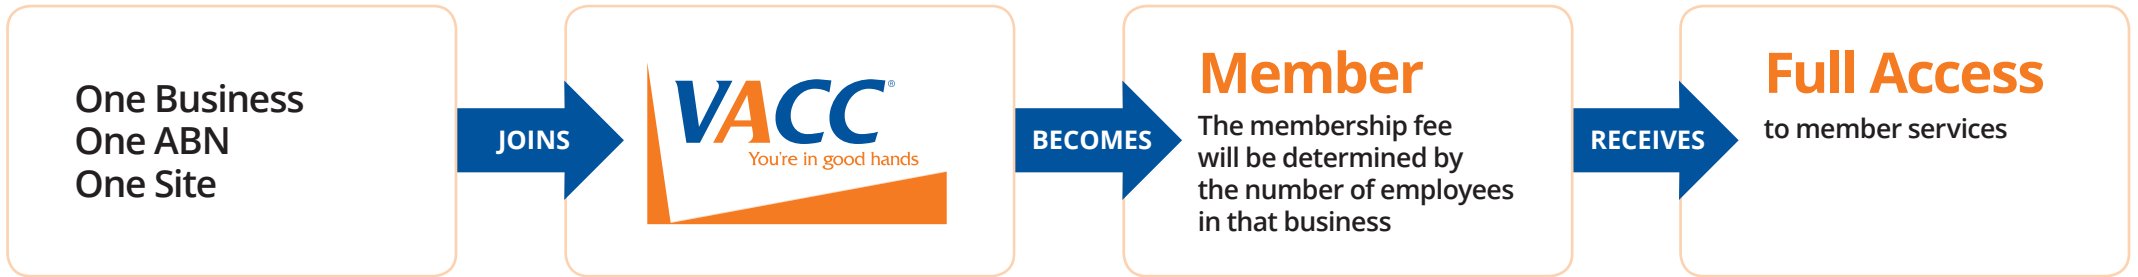 One Business
One ABN
One Site
JOINS
VACC®
You're in good hands
BECOMES
Member
The membership fee
will be determined by
the number of employees
in that business
RECEIVES
Full Access
to member services